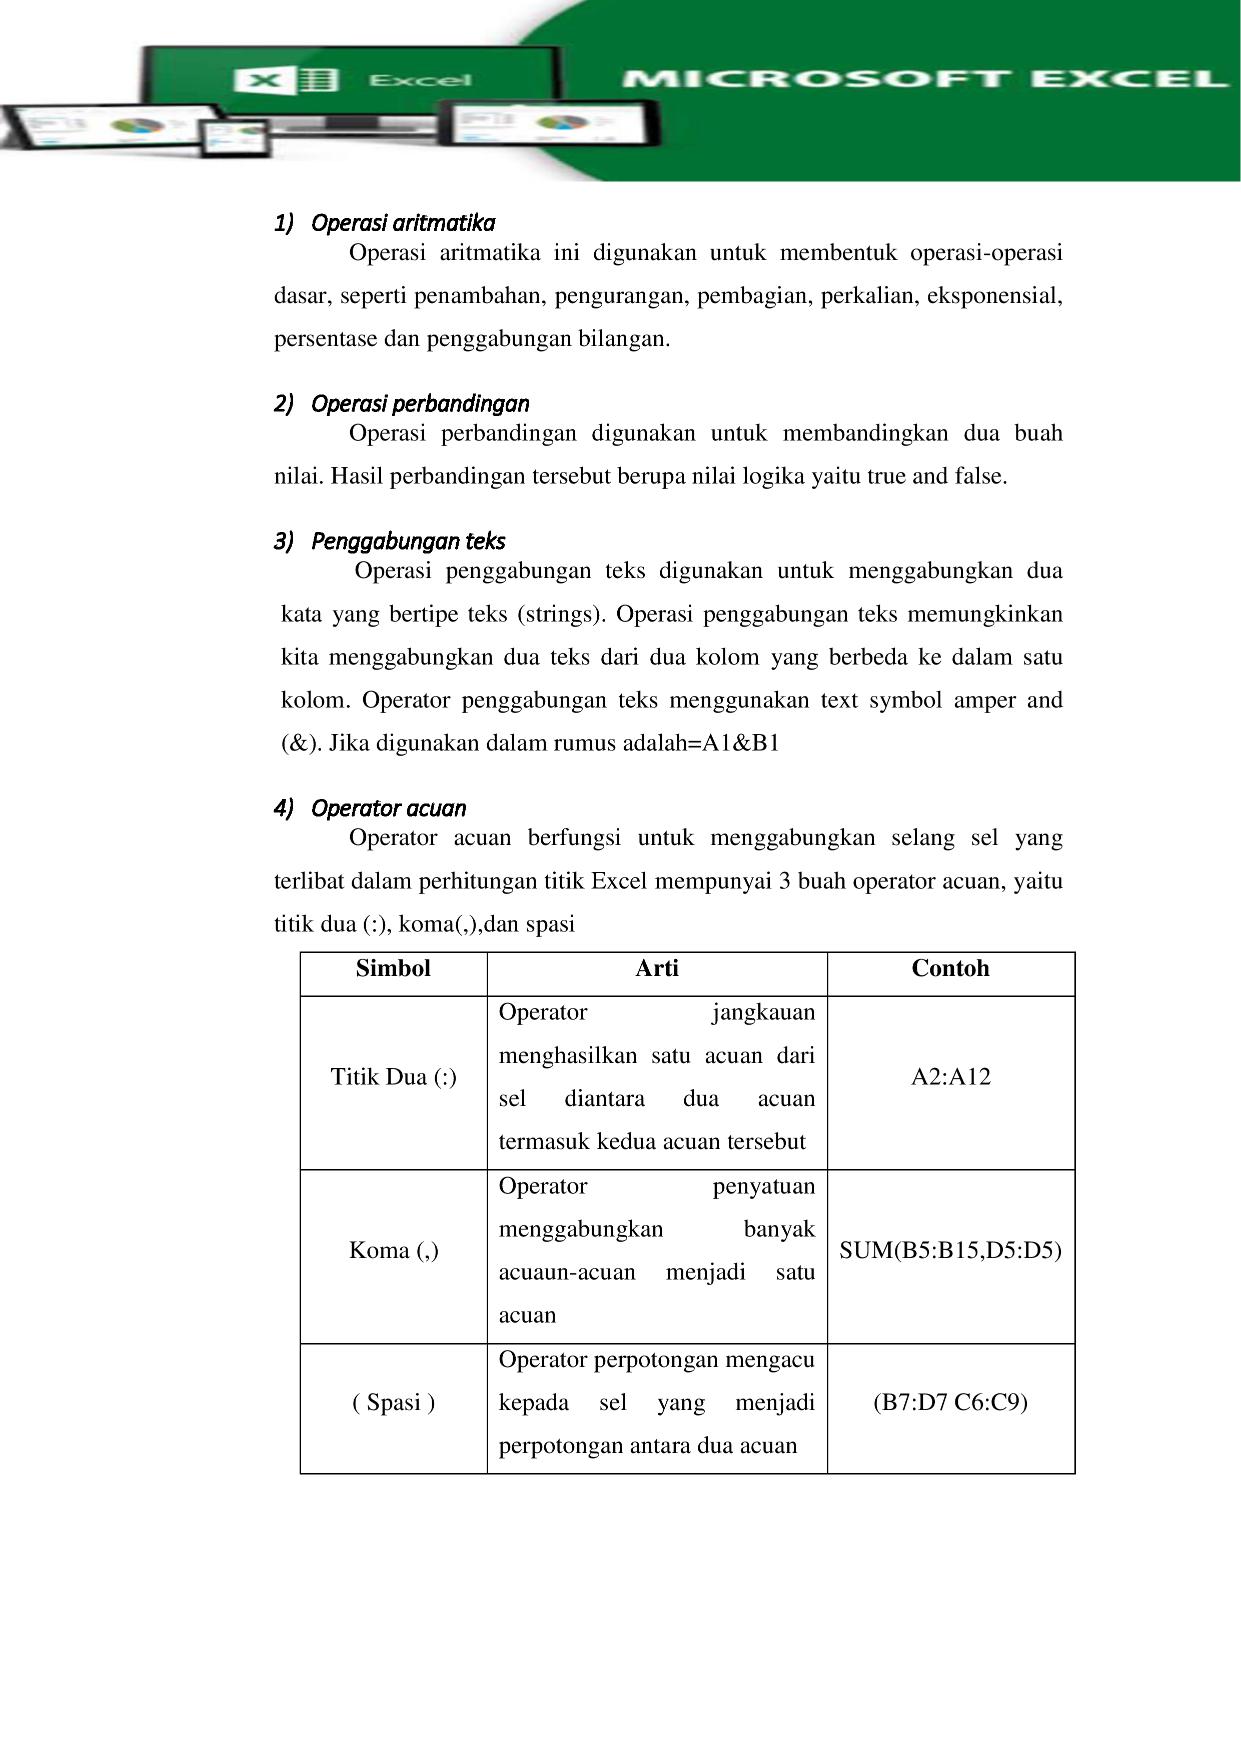 Excel
MICROSOFT EXCEL
1) Operasi aritmatika
Operasi aritmatika ini digunakan untuk membentuk operasi-operasi
dasar, seperti penambahan, pengurangan, pembagian, perkalian, eksponensial,
persentase dan penggabungan bilangan.
2) Operasi perbandingan
Operasi perbandingan digunakan untuk membandingkan dua buah
nilai. Hasil perbandingan tersebut berupa nilai logika yaitu true and false.
3) Penggabungan teks
Operasi penggabungan teks digunakan untuk menggabungkan dua
kata yang bertipe teks (strings). Operasi penggabungan teks memungkinkan
kita menggabungkan dua teks dari dua kolom yang berbeda ke dalam satu
kolom. Operator penggabungan teks menggunakan text symbol amper and
(&). Jika digunakan dalam rumus adalah=A1&B1
4) Operator acuan
Operator acuan berfungsi untuk menggabungkan selang sel yang
terlibat dalam perhitungan titik Excel mempunyai 3 buah operator acuan, yaitu
titik dua (:), koma(,),dan spasi
Simbol Arti Contoh
Titik Dua (:)
Operator jangkauan
menghasilkan satu acuan dari
sel diantara dua acuan
termasuk kedua acuan tersebut
A2:A12
Koma (,)
Operator penyatuan
menggabungkan banyak
acuaun-acuan menjadi satu
acuan
SUM(B5:B15,D5:D5)
( Spasi )
Operator perpotongan mengacu
kepada sel yang menjadi
perpotongan antara dua acuan
(B7:D7 C6:C9)